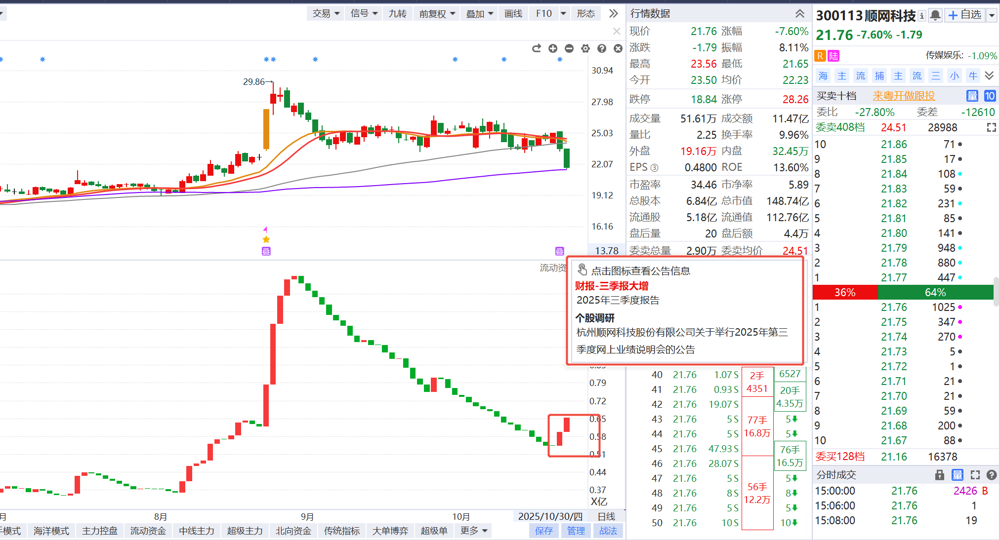 交易 信号 九转 前复权 叠加 画线 F10 形态
30.94
29.86→
27.98
25.03
22.07
19.12
16.16
13.78
叠 叠
流动资
0.79
0.72
0.65
0.58
0.51
0.44
0.37
X亿
月 8月 9月 10月 2025/10/30/四 日线
模式 海洋模式 主力控盘 流动资金 中线主力 超级主力 北向资金 传统指标 大单博弈 超级单 更多 保存 管理 战法
行情数据
现价 21.76 涨幅 -7.60%
涨跌 -1.79 振幅 8.11%
最高 23.56 最低 21.65
今开 23.50 均价 22.23
跌停 18.84 涨停 28.26
成交量 51.61万 成交额 11.47亿
量比 2.25 换手率 9.96%
外盘 19.16万 内盘 32.45万
EPS ③ 0.4800 ROE 13.60%
市盈率 34.46 市净率 5.89
总股本 6.84亿 总市值 148.74亿
流通股 5.18亿 流通值 112.76亿
盘后量 20 盘后额 4.4万
委卖总量 2.90万 委卖均价 24.51
点击图标查看公告信息
财报-三季报大增
2025年三季度报告
个股调研
杭州顺网科技股份有限公司关于举行2025年第三
季度网上业绩说明会的公告
40 21.76 1.07 S
41 21.76 0.93 S
42 21.76 19.07 S
43 21.76 5 S
44 21.76 5 S
45 21.76 47.93 S
46 21.76 28.07 S
47 21.76 5 S
48 21.76 8 S
49 21.76 5 S
50 21.76 10 S
2手
4351
77手
16.8万
56手
12.2万
6527
20手
4.35万
5
5
76手
16.5万
5
8
5
10
300113 顺网科技 i 自选
21.76 -7.60% -1.79
R 陆 传媒娱乐: -1.09%
海 主 流 捕 主 流 三 小 牛
买卖十档 来粤开做跟投 量 10
委比 -27.80% 委差 -12610
委卖408档 24.51 28988
10 21.86 71
9 21.85 17
8 21.84 108
7 21.83 59
6 21.82 231
5 21.81 85
4 21.80 141
3 21.79 948
2 21.78 880
1 21.77 447
36% 64%
1 21.76 1025
2 21.75 347
3 21.74 270
4 21.73 5
5 21.72 1
6 21.71 21
7 21.70 21
8 21.69 59
9 21.68 200
10 21.67 88
委买128档 21.16 16378
分时成交 量
15:00:00 21.76 2426 B
15:06:00 21.76 1
15:08:00 21.76 19